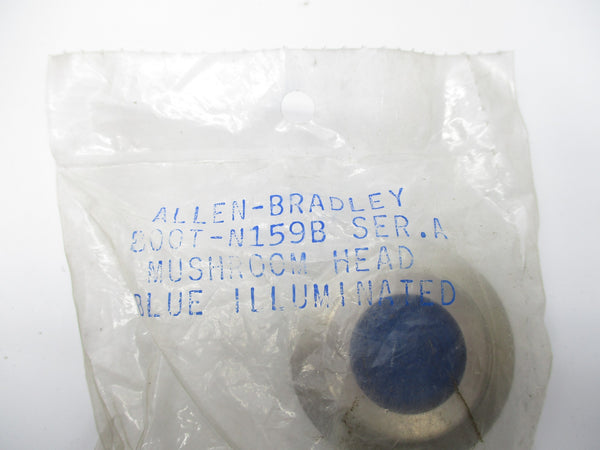 ALLEN-BRADLEY
800T-N159B SER.A
MUSHROOM HEAD
BLUE ILLUMINATED